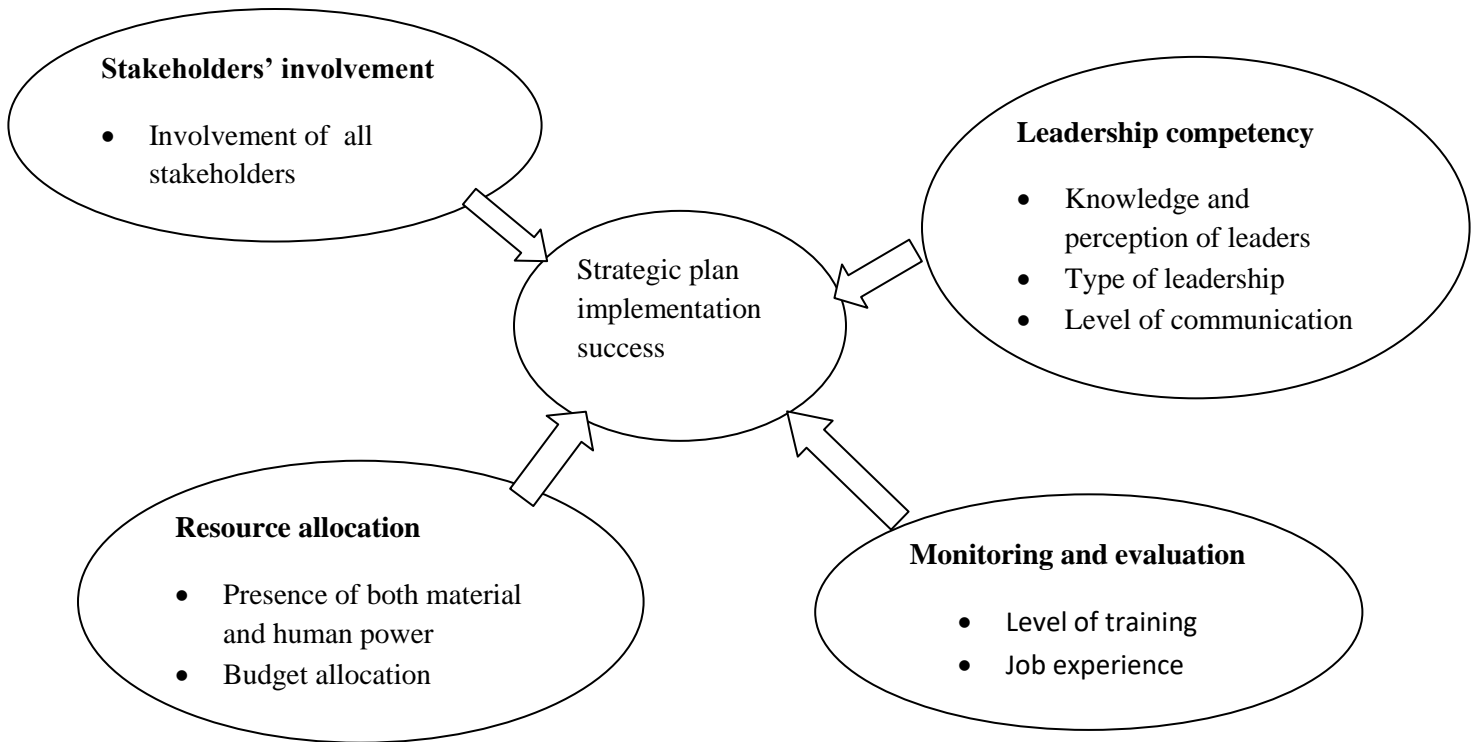 Stakeholders’ involvement
• Involvement of all
stakeholders
Leadership competency
• Knowledge and
perception of leaders
• Type of leadership
• Level of communication
Strategic plan
implementation
success
Resource allocation
• Presence of both material
and human power
• Budget allocation
Monitoring and evaluation
• Level of training
• Job experience